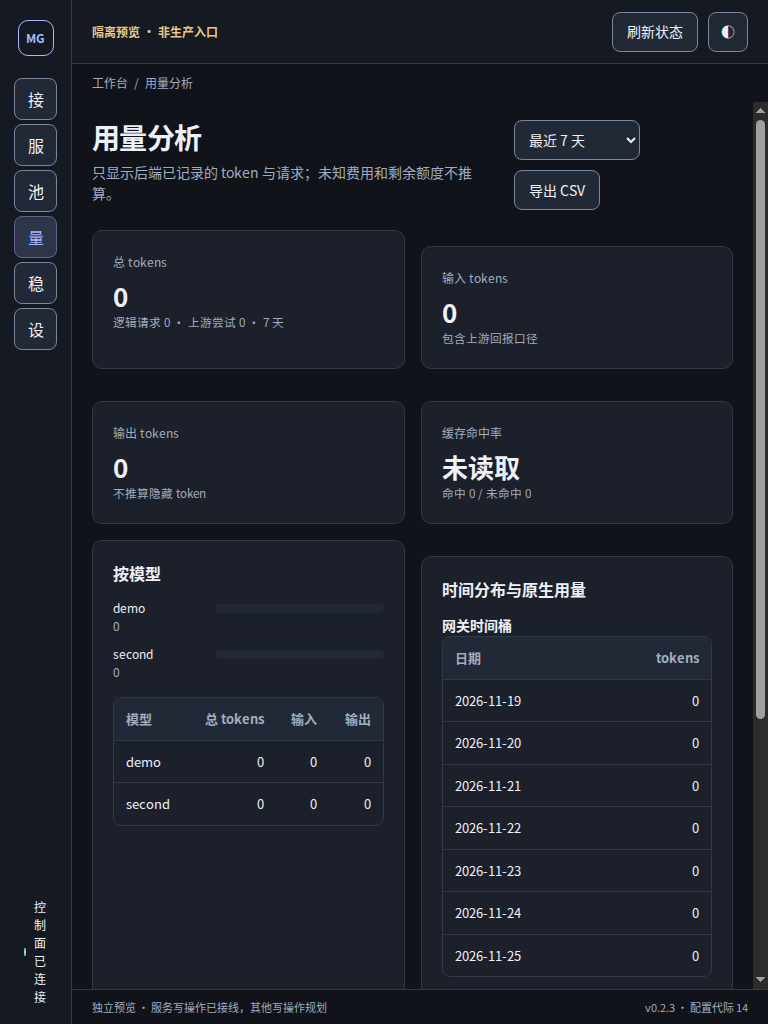 MG
接
服
池
量
稳
设
控
制
面
已
连
接
隔离预览 · 非生产入口
刷新状态
工作台 / 用量分析
用量分析
只显示后端已记录的 token 与请求；未知费用和剩余额度不推
算。
最近 7 天
导出 CSV
总 tokens
0
逻辑请求 0 · 上游尝试 0 · 7 天
输入 tokens
0
包含上游回报口径
输出 tokens
0
不推算隐藏 token
缓存命中率
未读取
命中 0 / 未命中 0
按模型
demo
0
second
0
模型 总 tokens 输入 输出
demo 0 0 0
second 0 0 0
时间分布与原生用量
网关时间桶
日期 tokens
2026-11-19 0
2026-11-20 0
2026-11-21 0
2026-11-22 0
2026-11-23 0
2026-11-24 0
2026-11-25 0
独立预览 · 服务写操作已接线，其他写操作规划
v0.2.3 · 配置代际 14